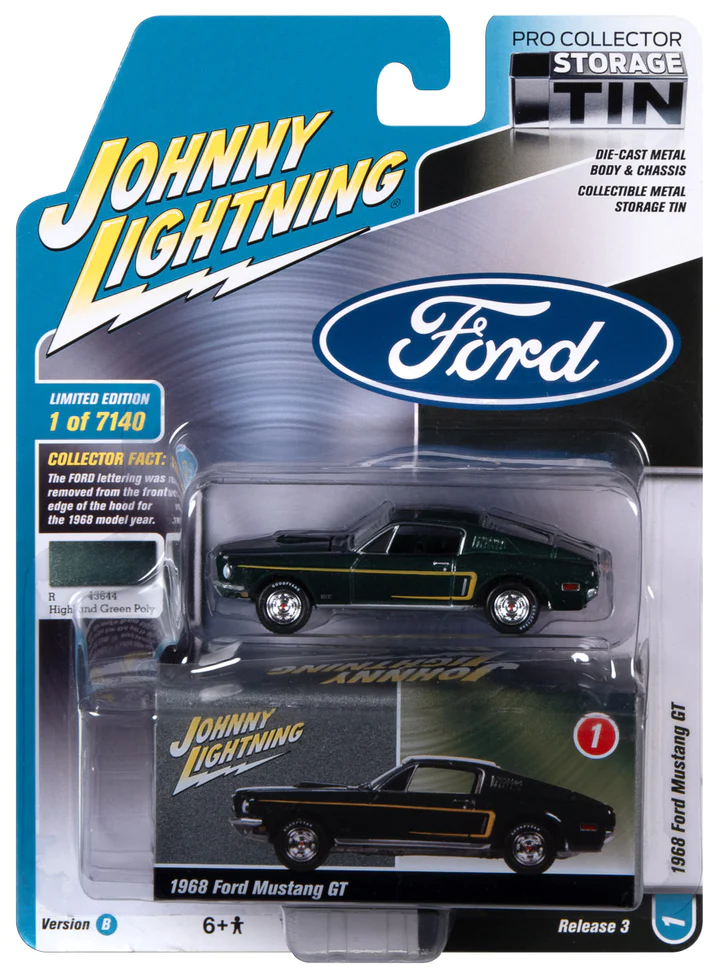 PRO COLLECTOR
STORAGE
TIN
JOHNNY
LIGHTNING®
DIE-CAST METAL
BODY & CHASSIS
COLLECTIBLE METAL
STORAGE TIN
Ford
LIMITED EDITION
1 of 7140
COLLECTOR FACT:
The FORD lettering was
removed from the front
edge of the hood for
the 1968 model year.
R 43644
Highland Green Poly
JOHNNY
LIGHTNING
JOHNNY
LIGHTNING
1
1968 Ford Mustang GT
1968 Ford Mustang GT
Version B
6+
Release 3
1